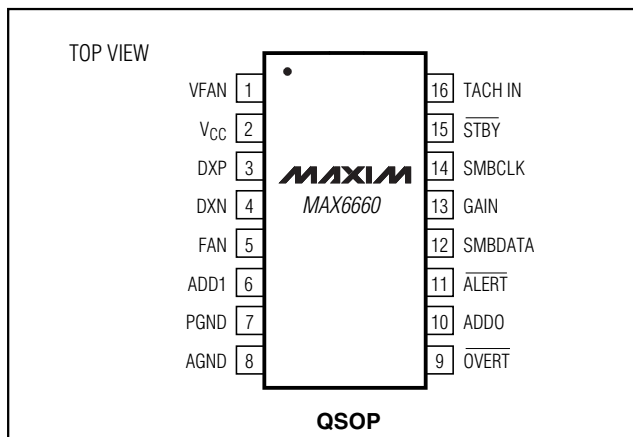 TOP VIEW
VFAN 1
VCC 2
DXP 3
DXN 4
FAN 5
ADD1 6
PGND 7
AGND 8
MAXIM
MAX6660
16 TACH IN
15 STBY
14 SMBCLK
13 GAIN
12 SMBDATA
11 ALERT
10 ADD0
9 OVERT
QSOP